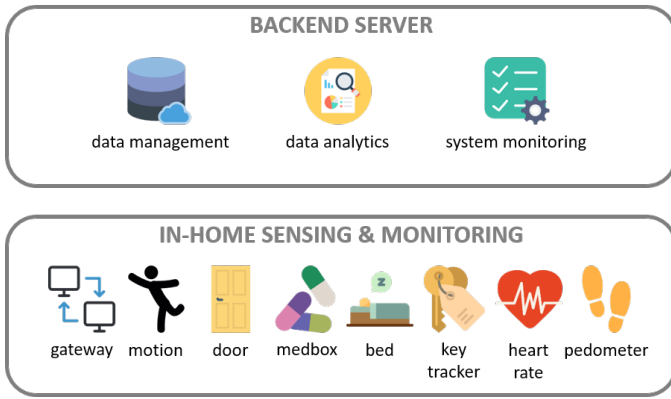 BACKEND SERVER
data management
data analytics
system monitoring
IN-HOME SENSING & MONITORING
z
gateway
motion
door
medbox
bed
key
tracker
heart
rate
pedometer